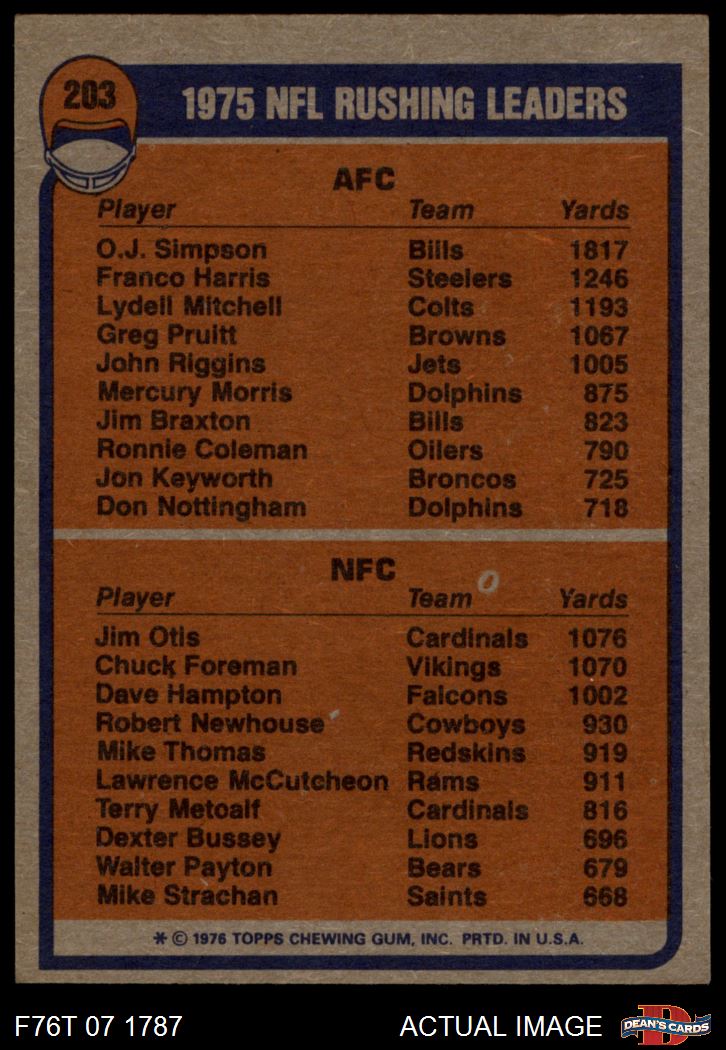 203
1975 NFL RUSHING LEADERS
AFC
Player Team Yards
O.J. Simpson Bills 1817
Franco Harris Steelers 1246
Lydell Mitchell Colts 1193
Greg Pruitt Browns 1067
John Riggins Jets 1005
Mercury Morris Dolphins 875
Jim Braxton Bills 823
Ronnie Coleman Oilers 790
Jon Keyworth Broncos 725
Don Nottingham Dolphins 718
NFC
Player Team Yards
Jim Otis Cardinals 1076
Chuck Foreman Vikings 1070
Dave Hampton Falcons 1002
Robert Newhouse Cowboys 930
Mike Thomas Redskins 919
Lawrence McCutcheon Rams 911
Terry Metcalf Cardinals 816
Dexter Bussey Lions 696
Walter Payton Bears 679
Mike Strachan Saints 668
* © 1976 TOPPS CHEWING GUM, INC. PRTD. IN U.S.A.
F76T 07 1787 ACTUAL IMAGE D DEAN'S CARDS